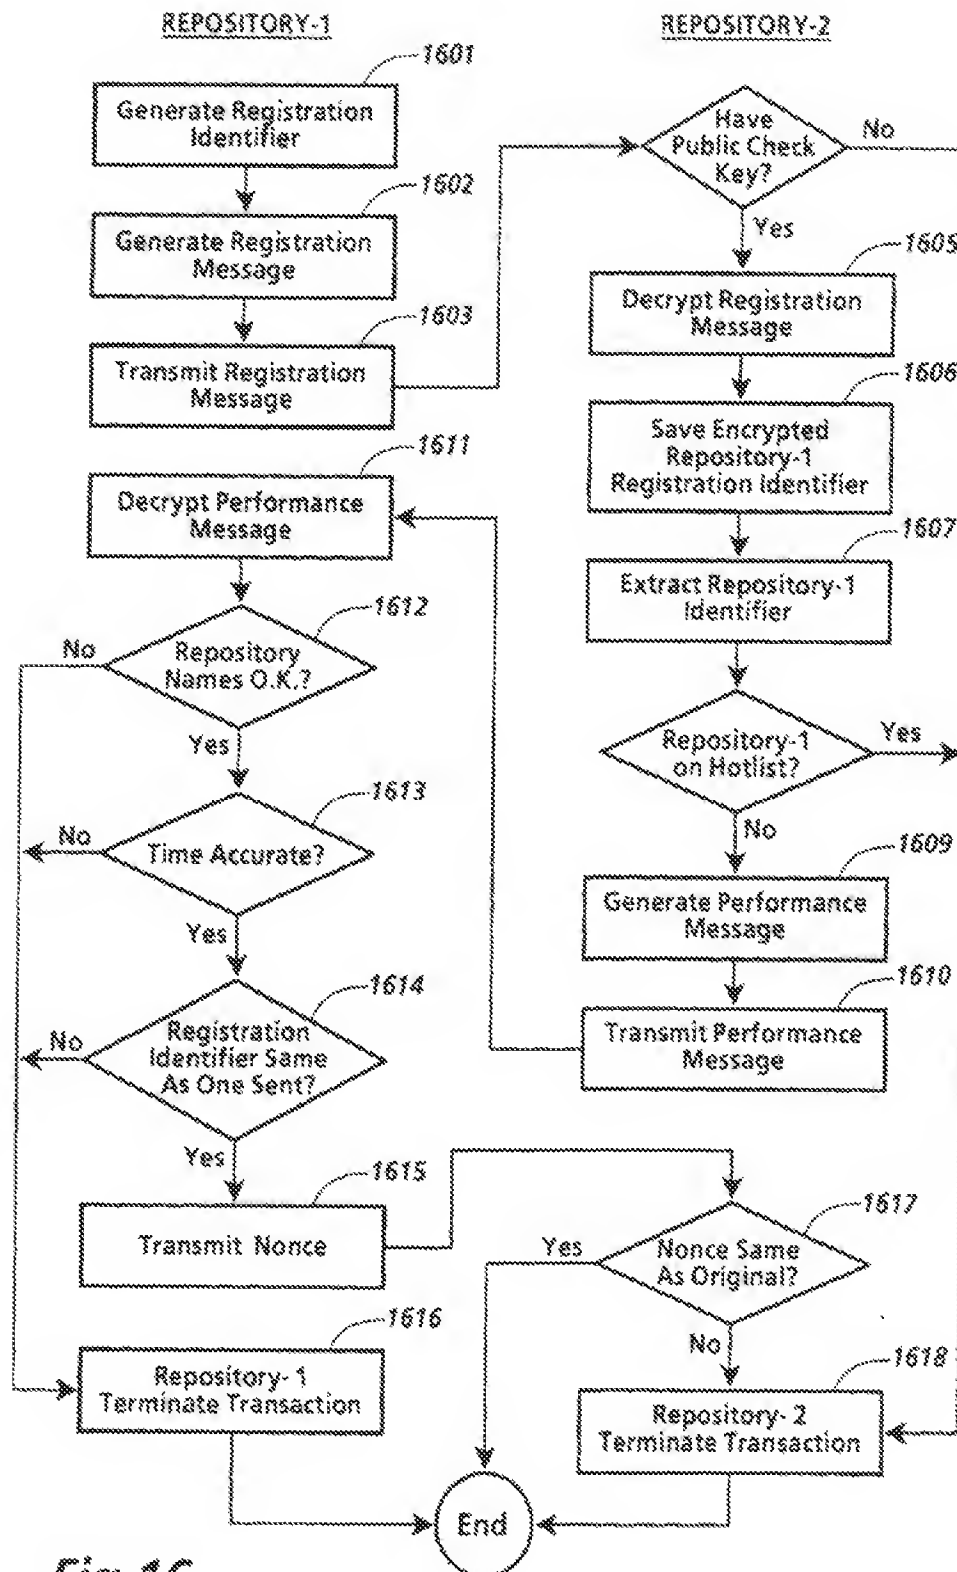 REPOSITORY-1
1601
Generate Registration
Identifier
1602
Generate Registration
Message
1603
Transmit Registration
Message
1611
Decrypt Performance
Message
1612
Repository
Names O.K.?
No
Yes
1613
Time Accurate?
No
Yes
1614
Registration
Identifier Same
As One Sent?
No
Yes
1615
Transmit Nonce
1616
Repository- 1
Terminate Transaction
REPOSITORY-2
Have
Public Check
Key?
No
Yes
1605
Decrypt Registration
Message
1606
Save Encrypted
Repository-1
Registration Identifier
1607
Extract Repository-1
Identifier
Repository-1
on Hotlist?
Yes
No
1609
Generate Performance
Message
1610
Transmit Performance
Message
1617
Nonce Same
As Original?
Yes
No
1618
Repository- 2
Terminate Transaction
End